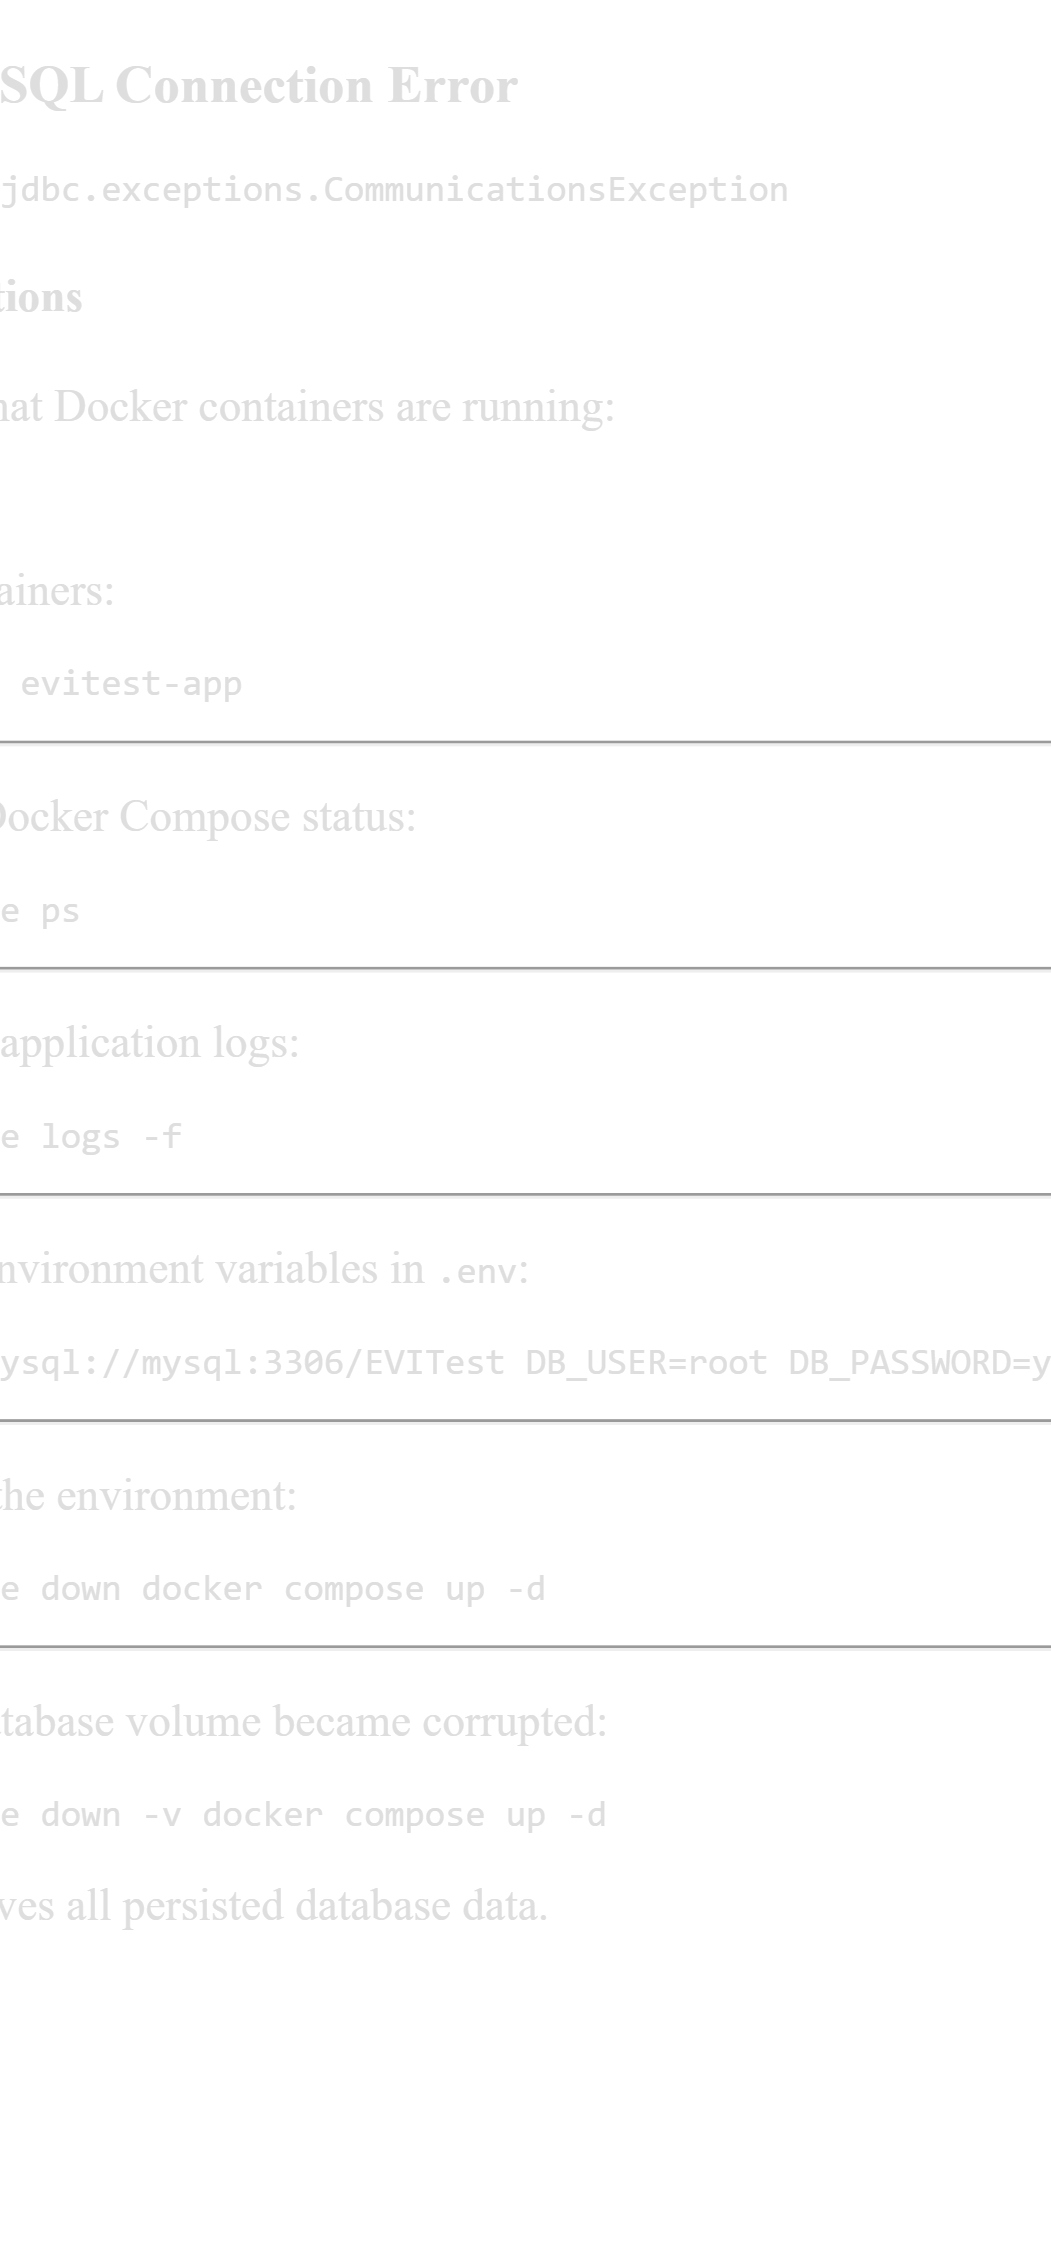 SQL Connection Error
jdbc.exceptions.CommunicationsException
tions
hat Docker containers are running:
ainers:
evitest-app
Docker Compose status:
e ps
application logs:
e logs -f
nvironment variables in .env:
ysql://mysql:3306/EVITest DB_USER=root DB_PASSWORD=y
the environment:
e down docker compose up -d
tabase volume became corrupted:
e down -v docker compose up -d
ves all persisted database data.